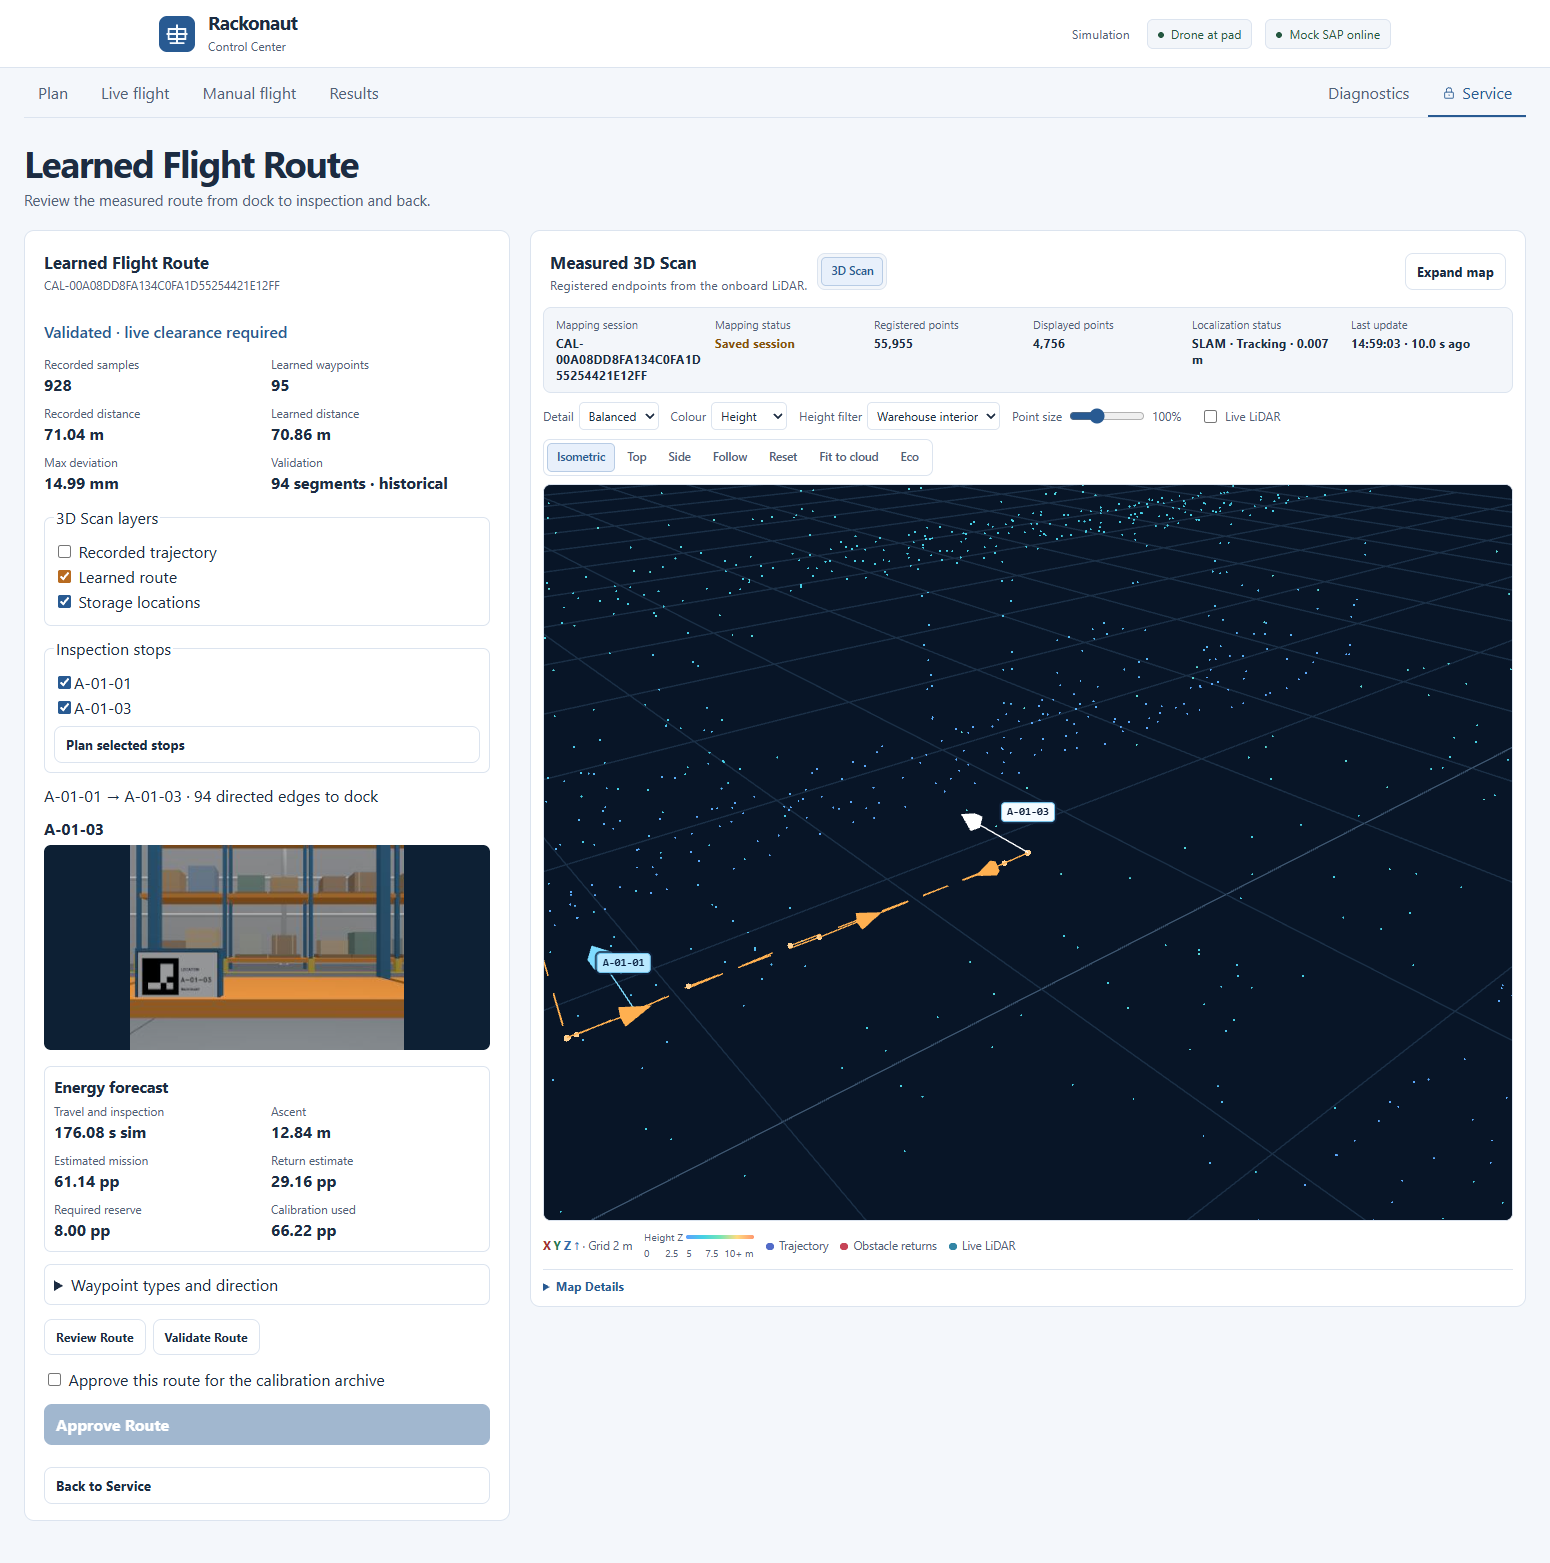 Rackonaut
Control Center
Simulation
Drone at pad
Mock SAP online
Plan
Live flight
Manual flight
Results
Diagnostics
Service
Learned Flight Route
Review the measured route from dock to inspection and back.
Learned Flight Route
CAL-00A08DD8FA134C0FA1D55254421E12FF
Validated · live clearance required
Recorded samples
928
Learned waypoints
95
Recorded distance
71.04 m
Learned distance
70.86 m
Max deviation
14.99 mm
Validation
94 segments · historical
3D Scan layers
Recorded trajectory
Learned route
Storage locations
Inspection stops
A-01-01
A-01-03
Plan selected stops
A-01-01 → A-01-03 · 94 directed edges to dock
A-01-03
LOCATION
A-01-03
Energy forecast
Travel and inspection
176.08 s sim
Ascent
12.84 m
Estimated mission
61.14 pp
Return estimate
29.16 pp
Required reserve
8.00 pp
Calibration used
66.22 pp
Waypoint types and direction
Review Route
Validate Route
Approve this route for the calibration archive
Approve Route
Back to Service
Measured 3D Scan
Registered endpoints from the onboard LiDAR.
3D Scan
Expand map
Mapping session
CAL-
00A08DD8FA134C0FA1D
55254421E12FF
Mapping status
Saved session
Registered points
55,955
Displayed points
4,756
Localization status
SLAM · Tracking · 0.007
m
Last update
14:59:03 · 10.0 s ago
Detail
Balanced
Colour
Height
Height filter
Warehouse interior
Point size
100%
Live LiDAR
Isometric
Top
Side
Follow
Reset
Fit to cloud
Eco
A-01-03
A-01-01
X Y Z ↑ · Grid 2 m
Height Z
0 2.5 5 7.5 10+ m
Trajectory
Obstacle returns
Live LiDAR
Map Details